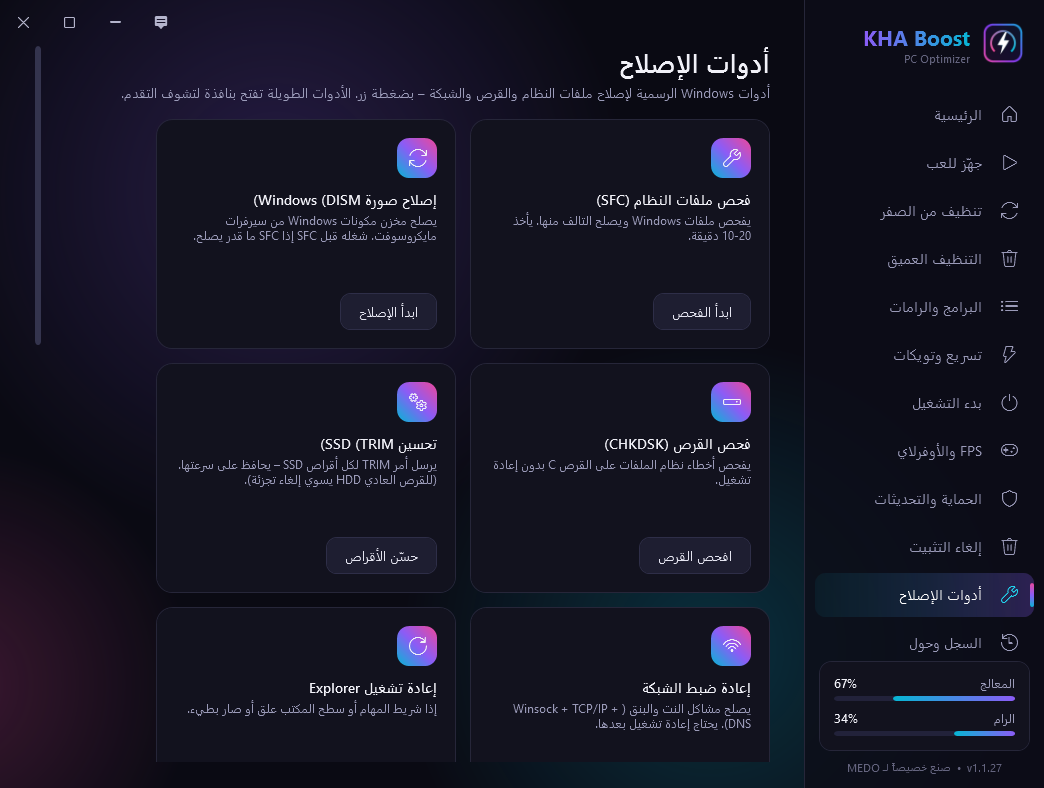 KHA Boost
PC Optimizer
الرئيسية
جهّز للعب
تنظيف من الصفر
التنظيف العميق
البرامج والرامات
تسريع وتويكات
بدء التشغيل
FPS والأوفرلاي
الحماية والتحديثات
إلغاء التثبيت
أدوات الإصلاح
السجل وحول
المعالج 67%
الرام 34%
v1.1.27 • صنع خصيصاً لـ MEDO
أدوات الإصلاح
أدوات Windows الرسمية لإصلاح ملفات النظام والقرص والشبكة – بضغطة زر. الأدوات الطويلة تفتح بنافذة لتشوف التقدم.
فحص ملفات النظام (SFC)
يفحص ملفات Windows ويصلح التالف منها. يأخذ
10-20 دقيقة.
ابدأ الفحص
إصلاح صورة Windows (DISM)
يصلح مخزن مكونات Windows من سيرفرات
مايكروسوفت. شغله قبل SFC إذا SFC ما قدر يصلح.
ابدأ الإصلاح
فحص القرص (CHKDSK)
يفحص أخطاء نظام الملفات على القرص C بدون إعادة
تشغيل.
افحص القرص
تحسين SSD (TRIM)
يرسل أمر TRIM لكل أقراص SSD – يحافظ على سرعتها.
(للقرص العادي HDD يسوي إلغاء تجزئة).
حسّن الأقراص
إعادة ضبط الشبكة
يصلح مشاكل النت والبنق (Winsock + TCP/IP +
DNS). يحتاج إعادة تشغيل بعدها.
إعادة تشغيل Explorer
إذا شريط المهام أو سطح المكتب علق أو صار بطيء.